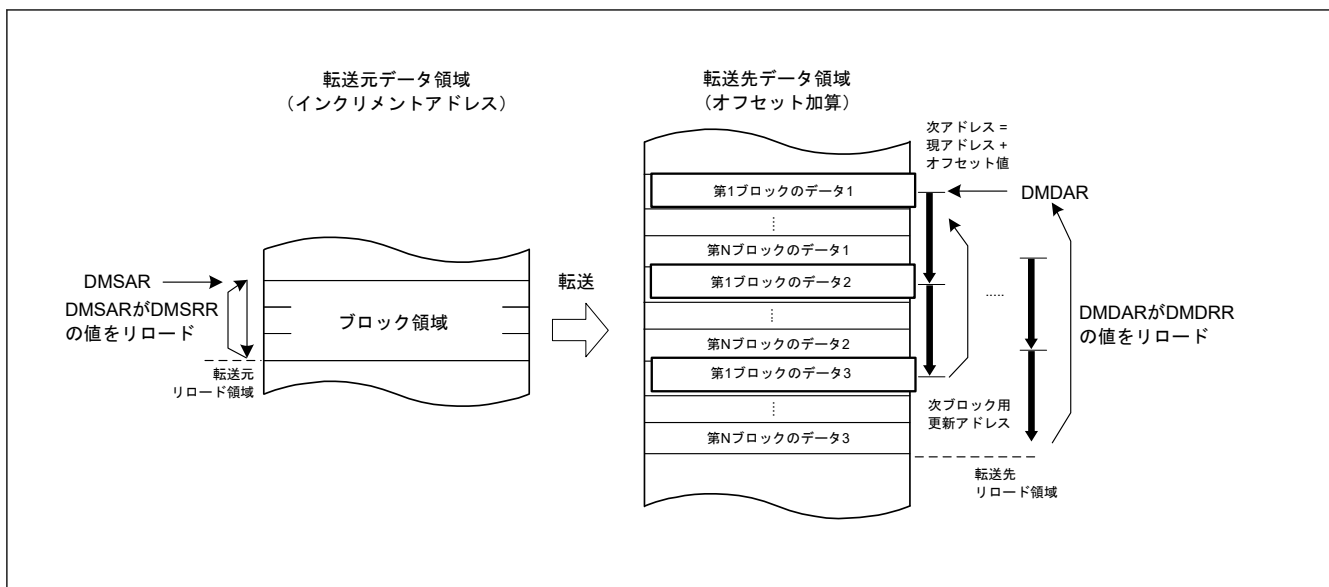 転送元データ領域
（インクリメントアドレス）
DMSAR
DMSARがDMSRR
の値をリロード
転送元
リロード領域
ブロック領域
転送
転送先データ領域
（オフセット加算）
第1ブロックのデータ1
⋮
第Nブロックのデータ1
第1ブロックのデータ2
⋮
第Nブロックのデータ2
第1ブロックのデータ3
⋮
第Nブロックのデータ3
次アドレス =
現アドレス +
オフセット値
DMDAR
.....
DMDARがDMDRR
の値をリロード
次ブロック用
更新アドレス
転送先
リロード領域